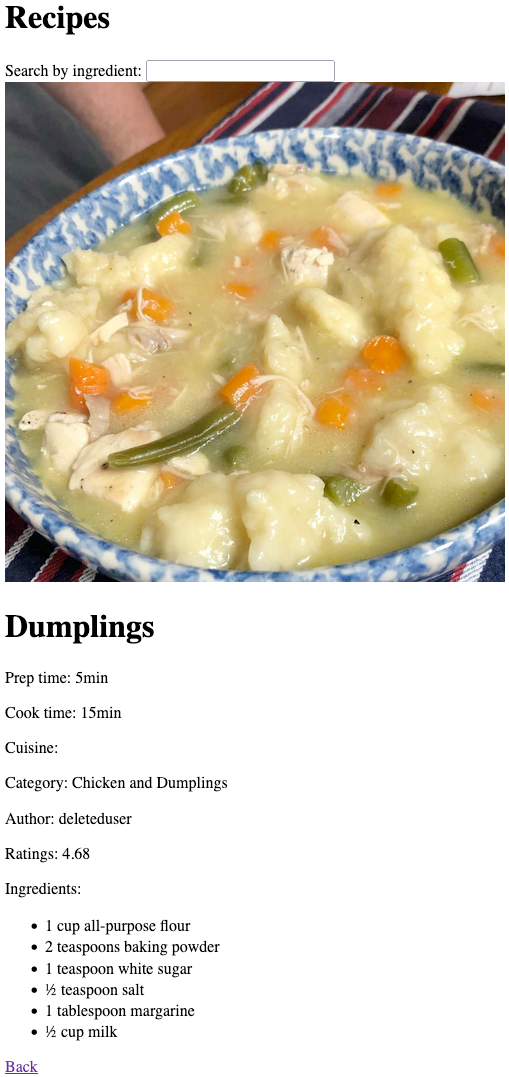 Recipes
Search by ingredient:
Dumplings
Prep time: 5min
Cook time: 15min
Cuisine:
Category: Chicken and Dumplings
Author: deleteduser
Ratings: 4.68
Ingredients:
• 1 cup all-purpose flour
• 2 teaspoons baking powder
• 1 teaspoon white sugar
• ½ teaspoon salt
• 1 tablespoon margarine
• ½ cup milk
Back